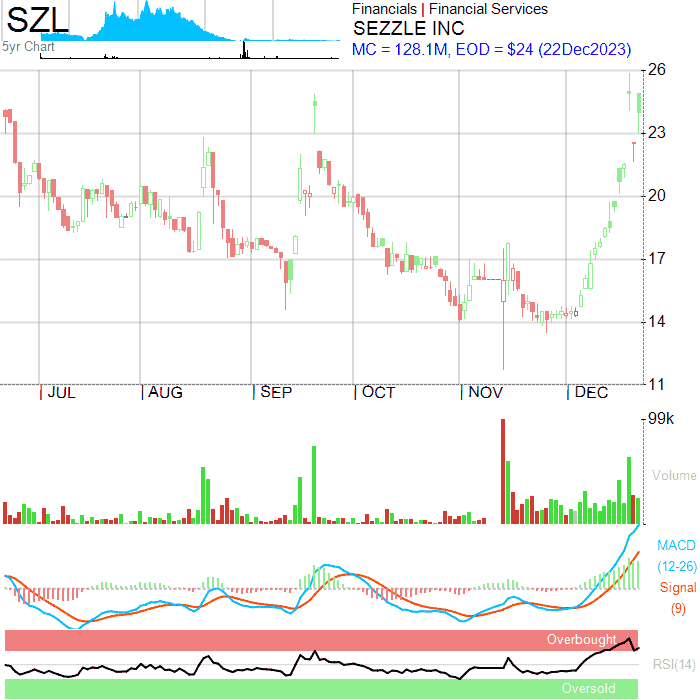 SZL
5yr Chart
Financials | Financial Services
SEZZLE INC
MC = 128.1M, EOD = $24 (22Dec2023)
26
23
20
17
14
11
JUL AUG SEP OCT NOV DEC
99k
Volume
MACD
(12-26)
Signal
(9)
Overbought
RSI(14)
Oversold